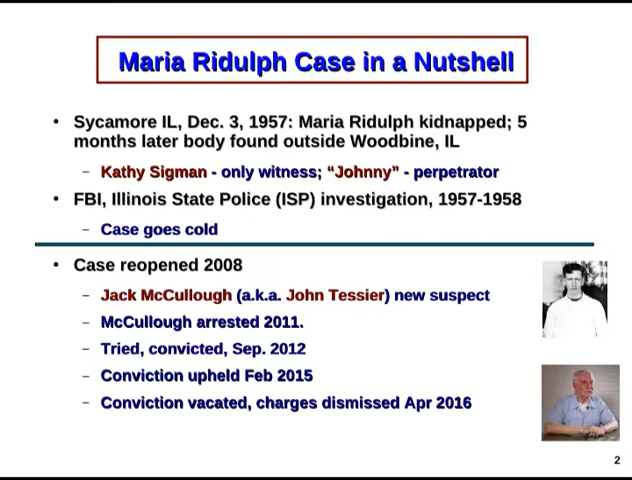 Maria Ridulph Case in a Nutshell
• Sycamore IL, Dec. 3, 1957: Maria Ridulph kidnapped; 5
months later body found outside Woodbine, IL
– Kathy Sigman - only witness; “Johnny” - perpetrator
• FBI, Illinois State Police (ISP) investigation, 1957-1958
– Case goes cold
• Case reopened 2008
– Jack McCullough (a.k.a. John Tessier) new suspect
– McCullough arrested 2011.
– Tried, convicted, Sep. 2012
– Conviction upheld Feb 2015
– Conviction vacated, charges dismissed Apr 2016
2